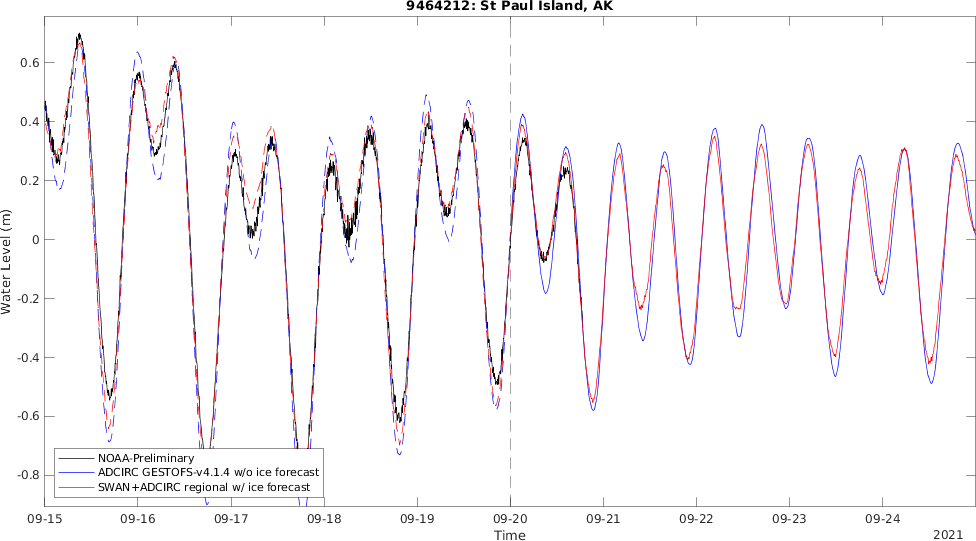 9464212: St Paul Island, AK
Water Level (m)
0.6
0.4
0.2
0
-0.2
-0.4
-0.6
-0.8
NOAA-Preliminary
ADCIRC GESTOFS-v4.1.4 w/o ice forecast
SWAN+ADCIRC regional w/ ice forecast
09-15 09-16 09-17 09-18 09-19 09-20 09-21 09-22 09-23 09-24
Time
2021